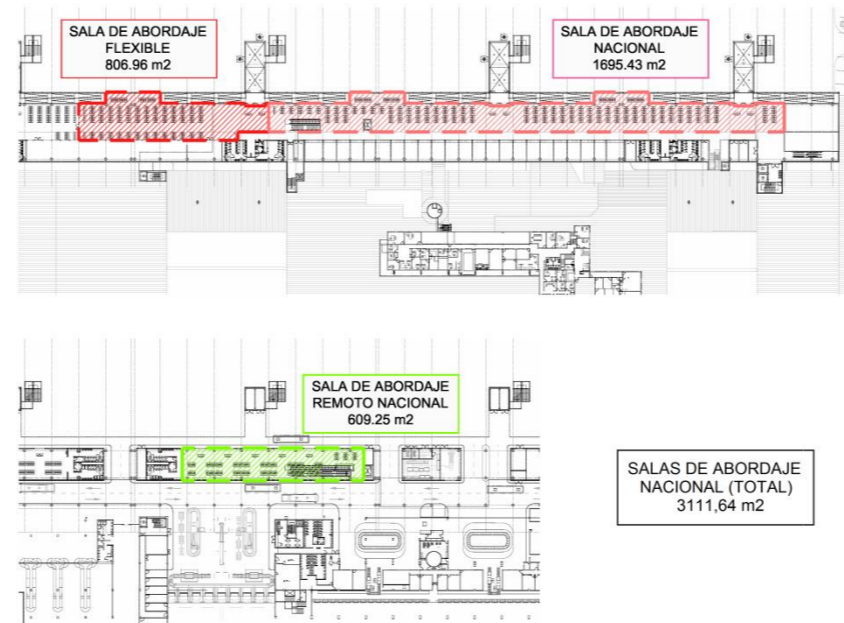 SALA DE ABORDAJE
FLEXIBLE
806.96 m2
SALA DE ABORDAJE
NACIONAL
1695.43 m2
SALA DE ABORDAJE
REMOTO NACIONAL
609.25 m2
SALAS DE ABORDAJE
NACIONAL (TOTAL)
3111,64 m2